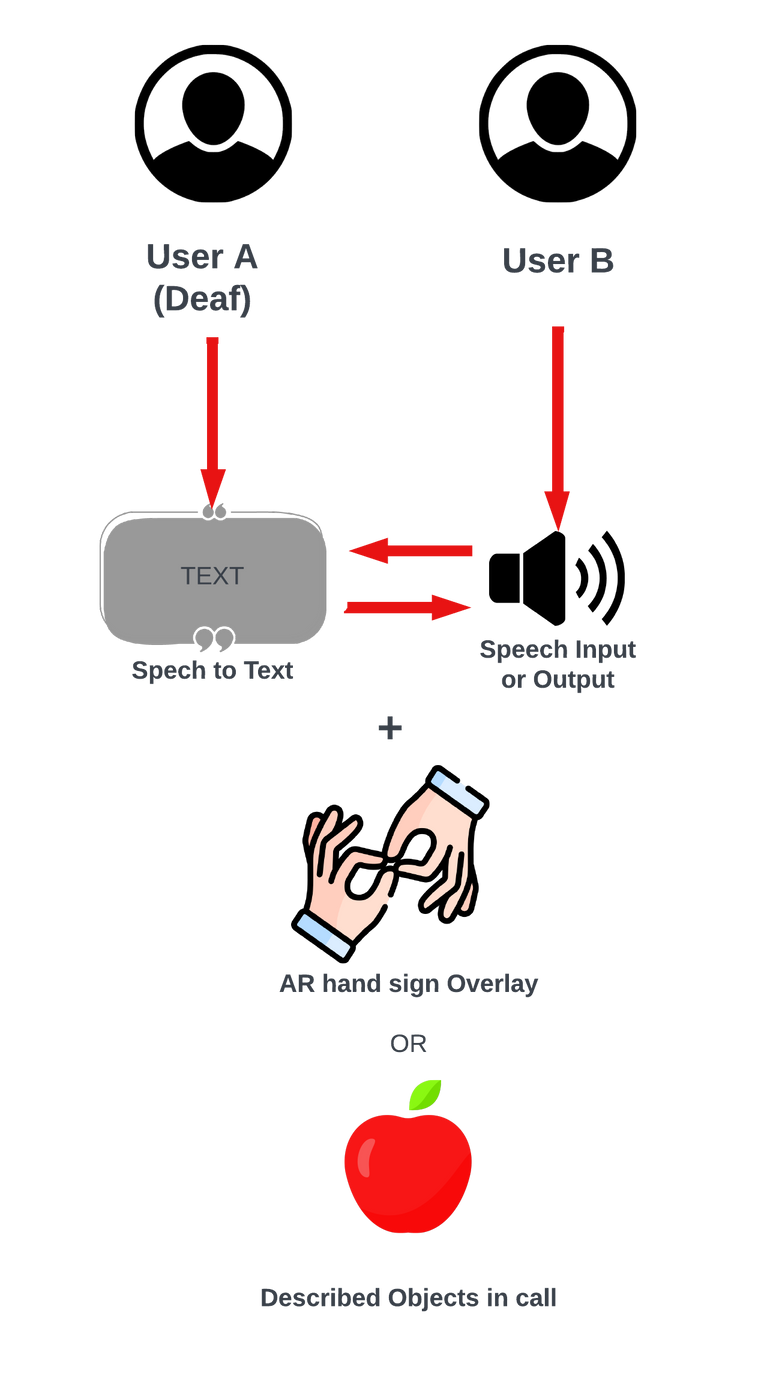 User A
(Deaf)
User B
TEXT
Spech to Text
Speech Input
or Output
+
AR hand sign Overlay
OR
Described Objects in call